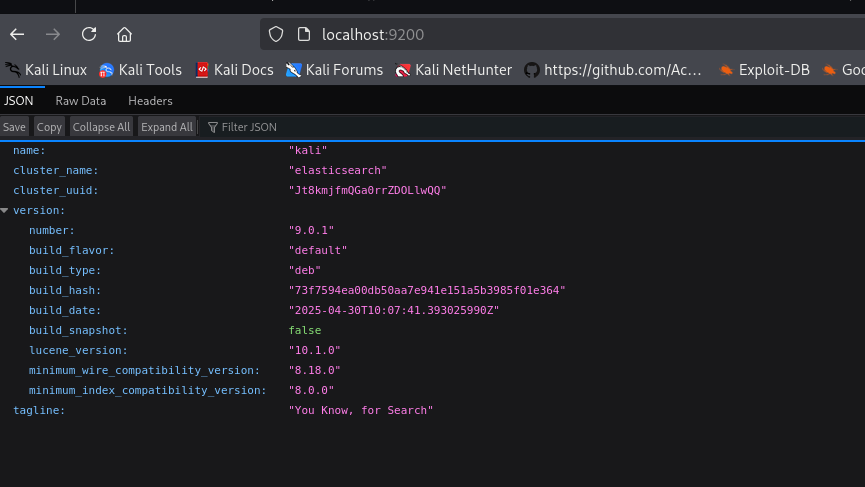 localhost:9200
Kali Linux Kali Tools Kali Docs Kali Forums Kali NetHunter https://github.com/Ac... Exploit-DB Goo
JSON Raw Data Headers
Save Copy Collapse All Expand All Filter JSON
name: "kali"
cluster_name: "elasticsearch"
cluster_uuid: "Jt8kmjfmQGa0rrZDOLlwQQ"
version:
number: "9.0.1"
build_flavor: "default"
build_type: "deb"
build_hash: "73f7594ea00db50aa7e941e151a5b3985f01e364"
build_date: "2025-04-30T10:07:41.393025990Z"
build_snapshot: false
lucene_version: "10.1.0"
minimum_wire_compatibility_version: "8.18.0"
minimum_index_compatibility_version: "8.0.0"
tagline: "You Know, for Search"